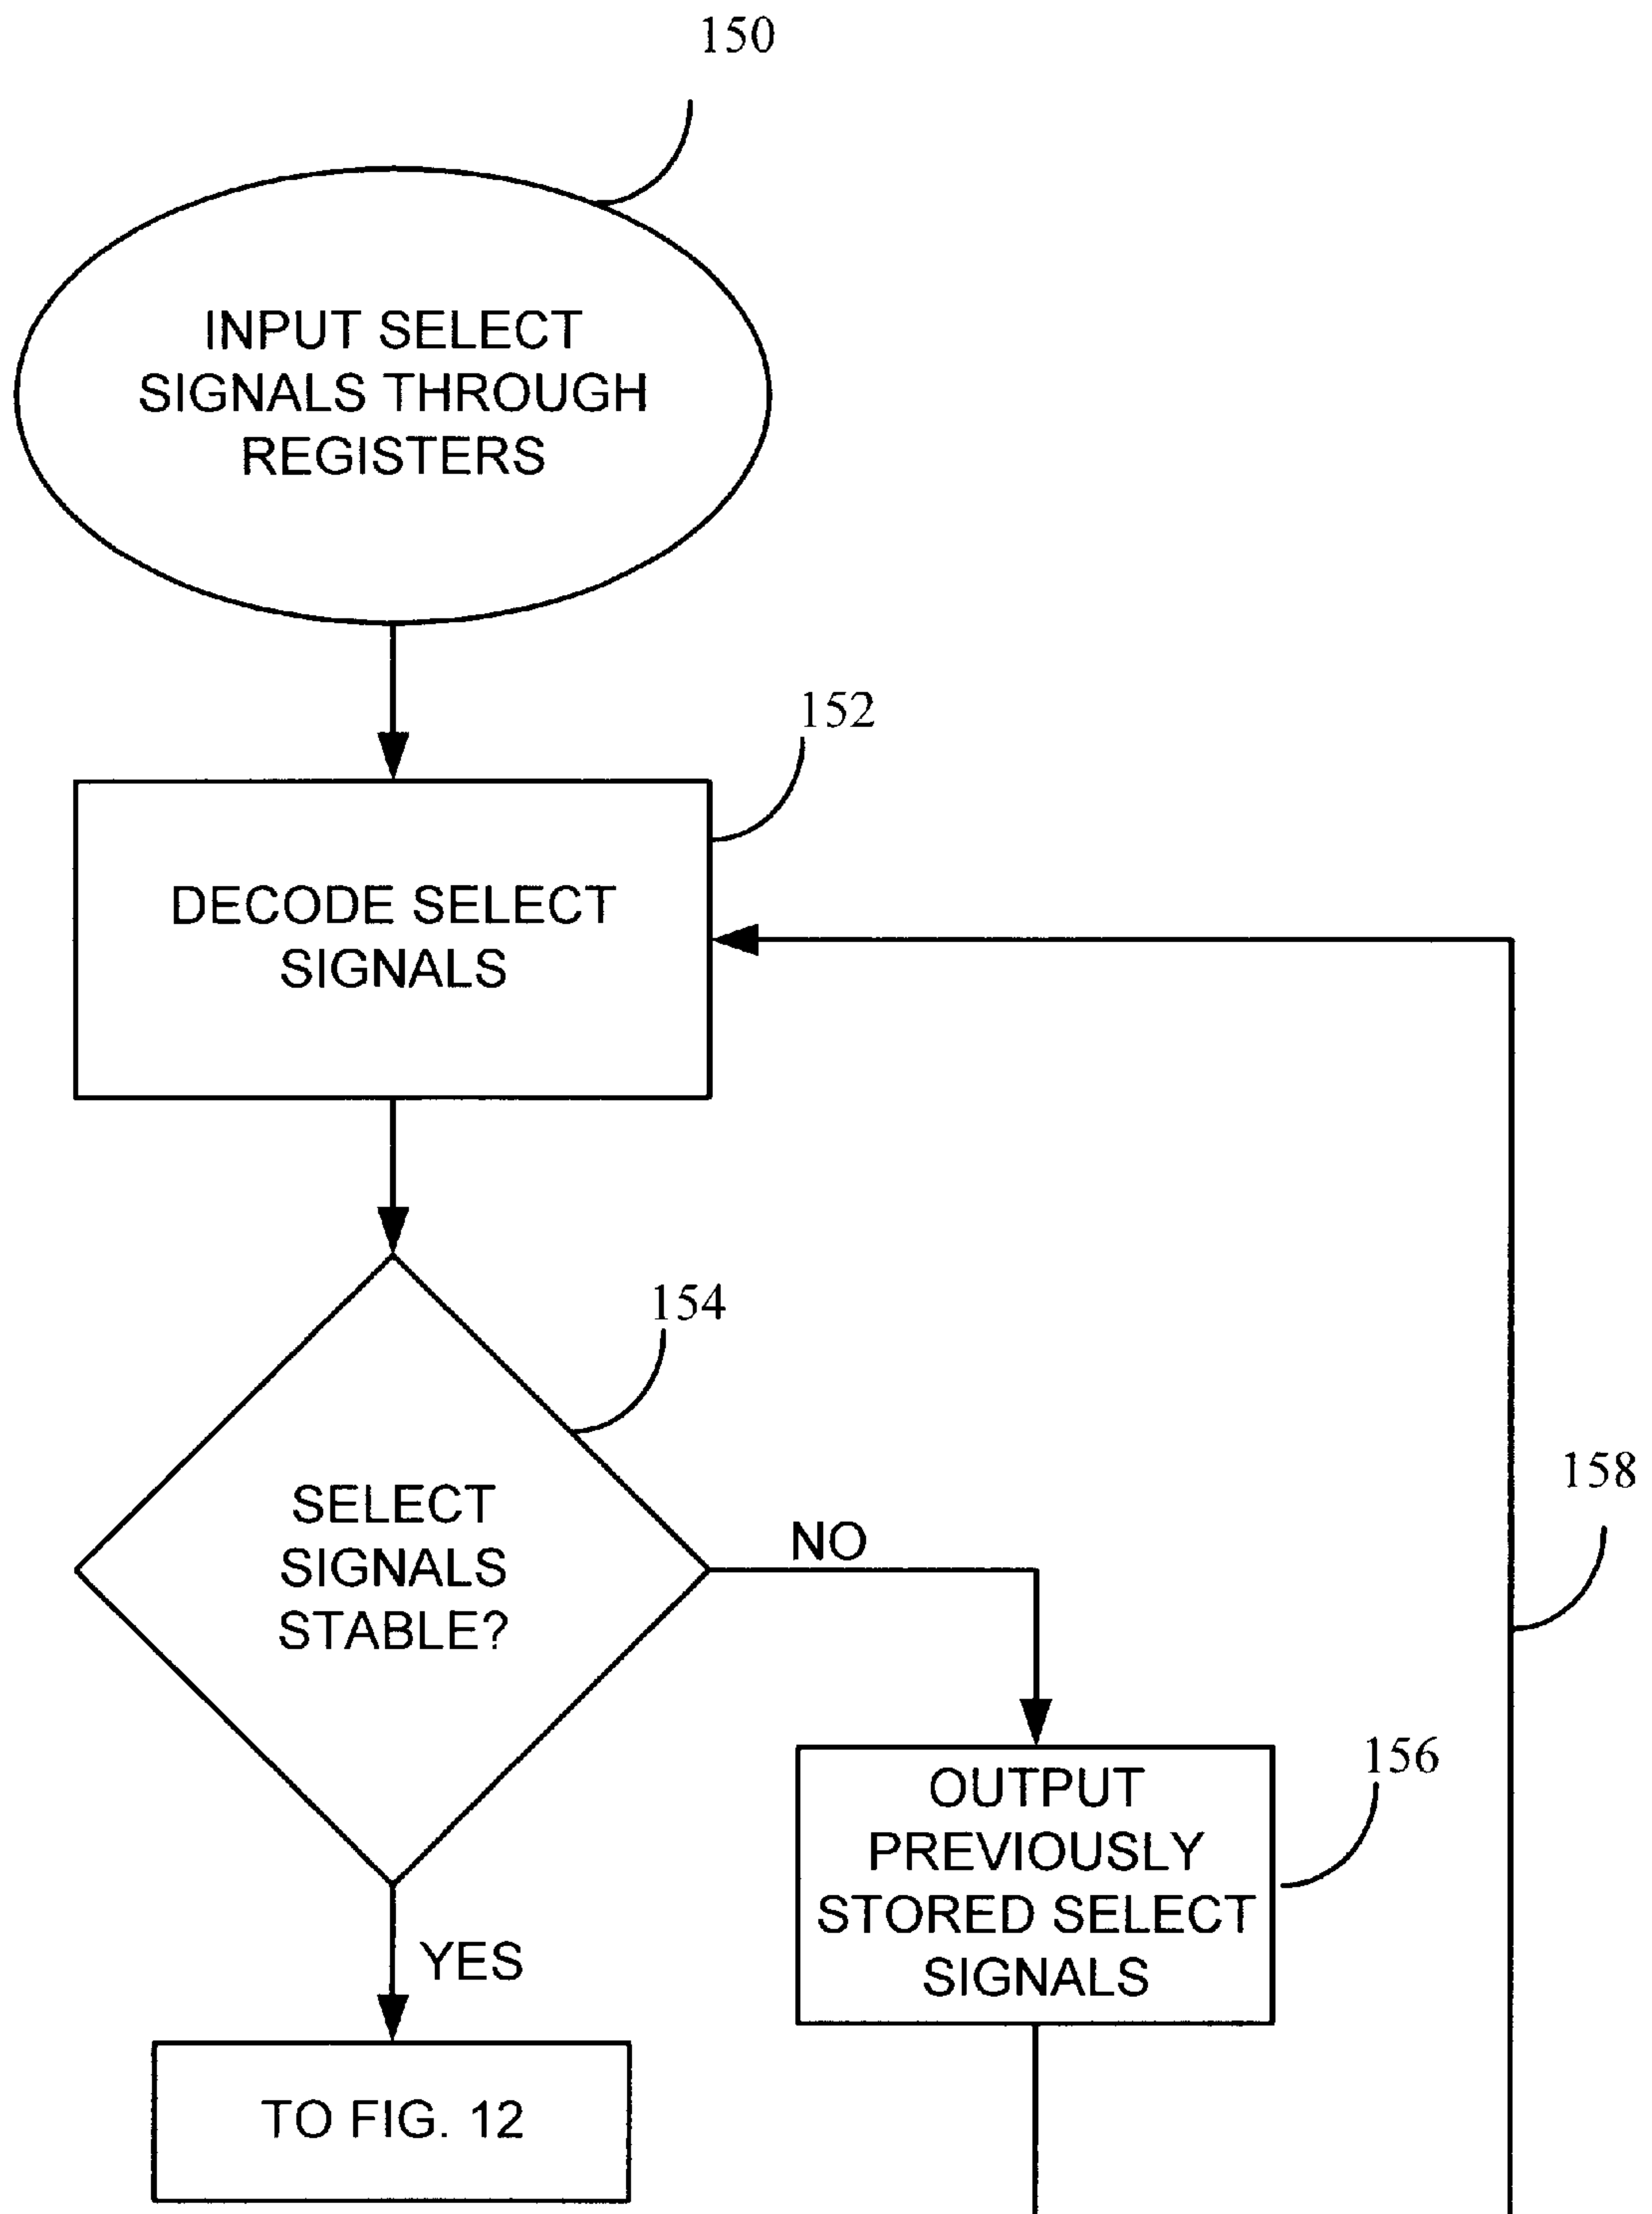 150
INPUT SELECT
SIGNALS THROUGH
REGISTERS
152
DECODE SELECT
SIGNALS
154
SELECT
SIGNALS
STABLE?
NO
158
156
OUTPUT
PREVIOUSLY
STORED SELECT
SIGNALS
YES
TO FIG. 12